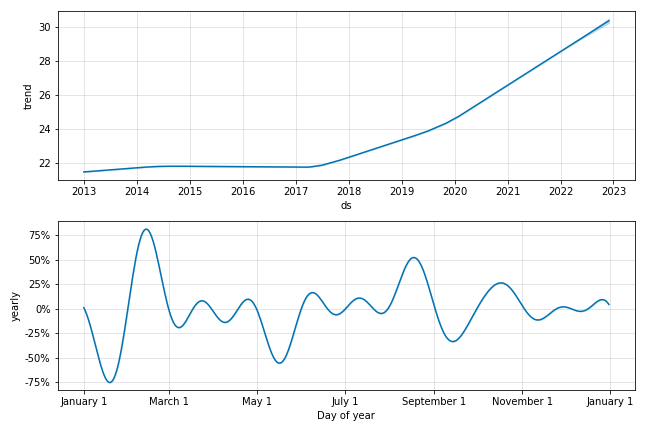 30
28
26
24
22
trend
2013 2014 2015 2016 2017 2018 2019 2020 2021 2022 2023
ds
75%
50%
25%
0%
-25%
-50%
-75%
yearly
January 1 March 1 May 1 July 1 September 1 November 1 January 1
Day of year